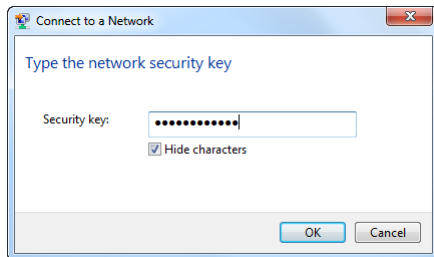 Connect to a Network
Type the network security key
Security key: ••••••••••••
Hide characters
OK Cancel